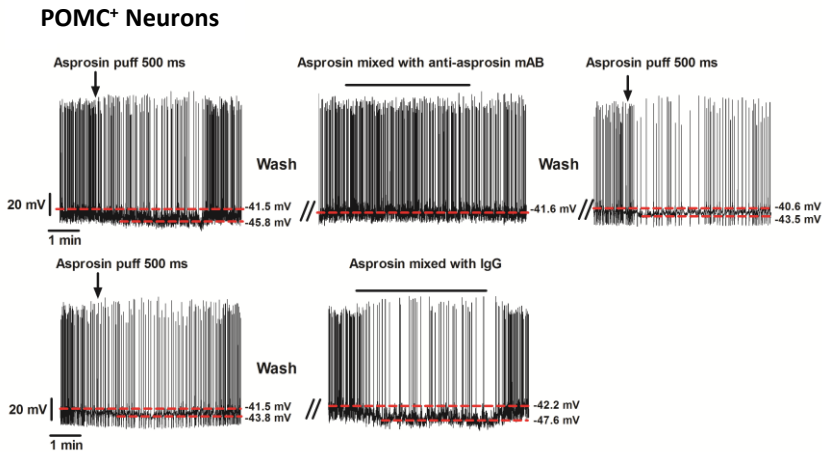 POMC⁺ Neurons
Asprosin puff 500 ms
Asprosin mixed with anti-asprosin mAB
Asprosin puff 500 ms
Wash
Wash
20 mV
-41.5 mV
-45.8 mV
-41.6 mV
-40.6 mV
-43.5 mV
1 min
Asprosin puff 500 ms
Asprosin mixed with IgG
Wash
20 mV
-41.5 mV
-43.8 mV
-42.2 mV
-47.6 mV
1 min